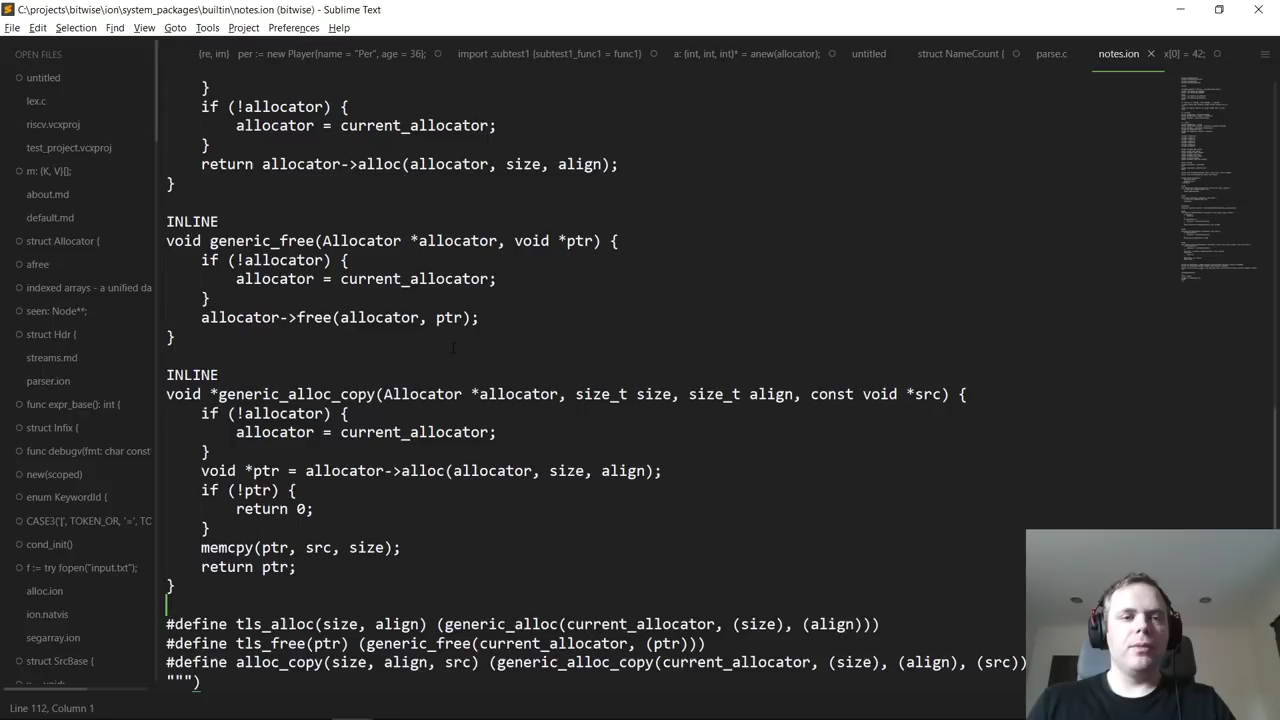 C:\projects\bitwise\ion\system_packages\builtin\notes.ion (bitwise) - Sublime Text
File Edit Selection Find View Goto Tools Project Preferences Help
OPEN FILES
untitled
lex.c
riscv.vcxproj
test_project.vcxproj
m: {K, V}[];
about.md
default.md
struct Allocator {
afree
indexed arrays - a unified da
seen: Node**;
struct Hdr {
streams.md
parser.ion
func expr_base(): int {
struct Infix {
func debugv(fmt: char const
new(scoped)
enum KeywordId {
CASE3('|', TOKEN_OR, '=', TC
cond_init()
f := try fopen("input.txt");
alloc.ion
ion.natvis
segarray.ion
struct SrcBase {
{re, im} per := new Player{name = "Per", age = 36};
import .subtest1 {subtest1_func1 = func1}
a: {int, int, int}* = anew(allocator);
untitled
struct NameCount {
parse.c
notes.ion
x[0] = 42;
}
if (!allocator) {
allocator = current_allocator;
}
return allocator->alloc(allocator, size, align);
}
INLINE
void generic_free(Allocator *allocator, void *ptr) {
if (!allocator) {
allocator = current_allocator;
}
allocator->free(allocator, ptr);
}
INLINE
void *generic_alloc_copy(Allocator *allocator, size_t size, size_t align, const void *src) {
if (!allocator) {
allocator = current_allocator;
}
void *ptr = allocator->alloc(allocator, size, align);
if (!ptr) {
return 0;
}
memcpy(ptr, src, size);
return ptr;
}
#define tls_alloc(size, align) (generic_alloc(current_allocator, (size), (align)))
#define tls_free(ptr) (generic_free(current_allocator, (ptr)))
#define alloc_copy(size, align, src) (generic_alloc_copy(current_allocator, (size), (align), (src))
""")
Line 112, Column 1